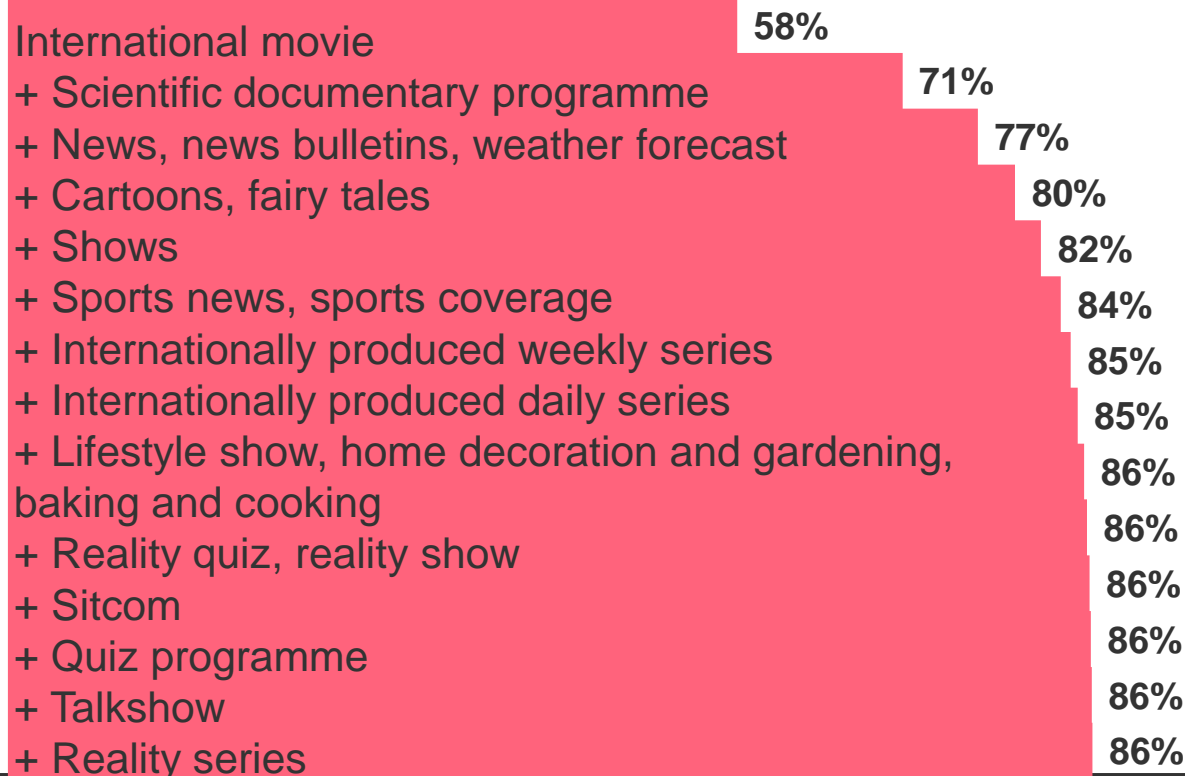 International movie
58%
+ Scientific documentary programme
71%
+ News, news bulletins, weather forecast
77%
+ Cartoons, fairy tales
80%
+ Shows
82%
+ Sports news, sports coverage
84%
+ Internationally produced weekly series
85%
+ Internationally produced daily series
85%
+ Lifestyle show, home decoration and gardening,
baking and cooking
86%
+ Reality quiz, reality show
86%
+ Sitcom
86%
+ Quiz programme
86%
+ Talkshow
86%
+ Reality series
86%